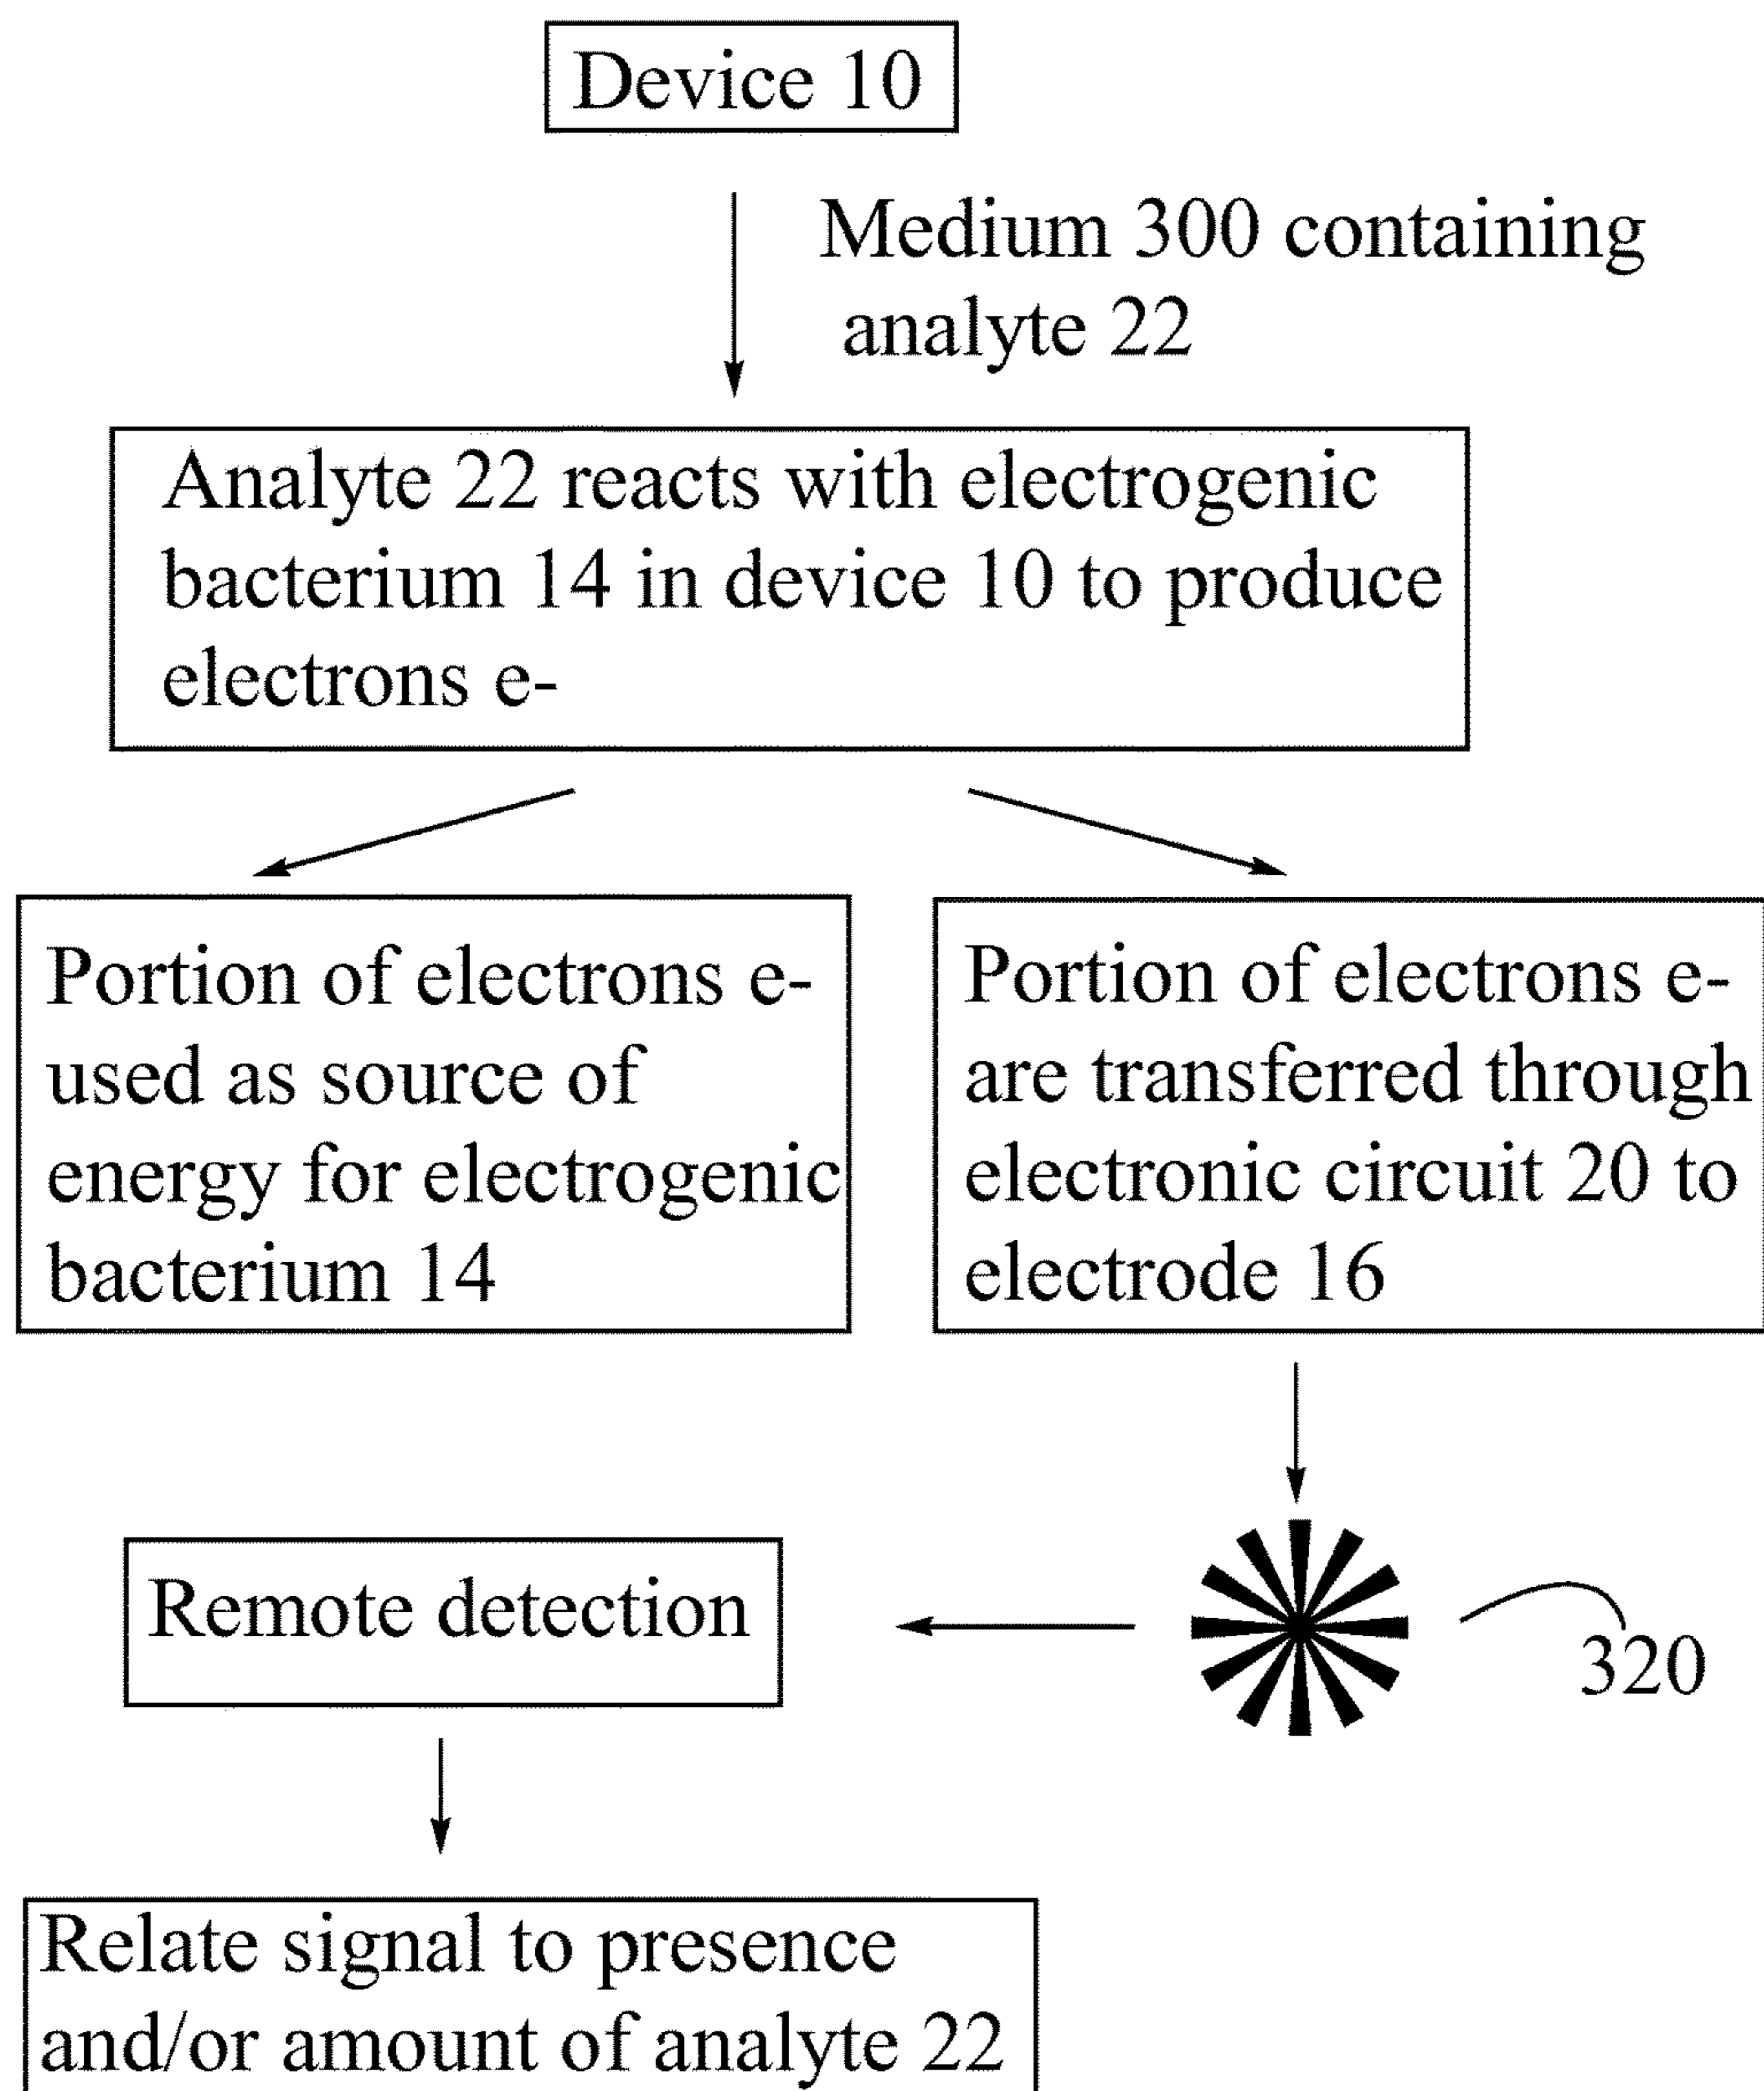 Device 10
Medium 300 containing
analyte 22
Analyte 22 reacts with electrogenic
bacterium 14 in device 10 to produce
electrons e-
Portion of electrons e-
used as source of
energy for electrogenic
bacterium 14
Portion of electrons e-
are transferred through
electronic circuit 20 to
electrode 16
320
Remote detection
Relate signal to presence
and/or amount of analyte 22